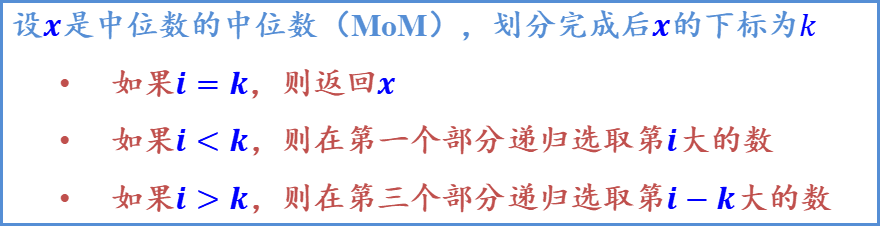 设x是中位数的中位数（MoM），划分完成后x的下标为k
• 如果i = k，则返回x
• 如果i < k，则在第一个部分递归选取第i大的数
• 如果i > k，则在第三个部分递归选取第i − k大的数